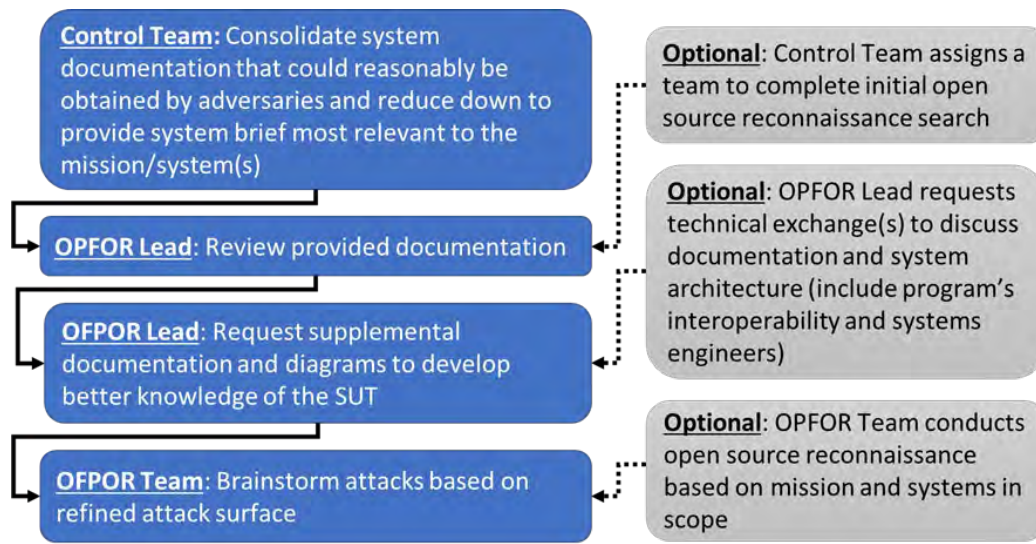 Control Team: Consolidate system
documentation that could reasonably be
obtained by adversaries and reduce down to
provide system brief most relevant to the
mission/system(s)
OPFOR Lead: Review provided documentation
OFPOR Lead: Request supplemental
documentation and diagrams to develop
better knowledge of the SUT
OFPOR Team: Brainstorm attacks based on
refined attack surface
Optional: Control Team assigns a
team to complete initial open
source reconnaissance search
Optional: OPFOR Lead requests
technical exchange(s) to discuss
documentation and system
architecture (include program's
interoperability and systems
engineers)
Optional: OPFOR Team conducts
open source reconnaissance
based on mission and systems in
scope